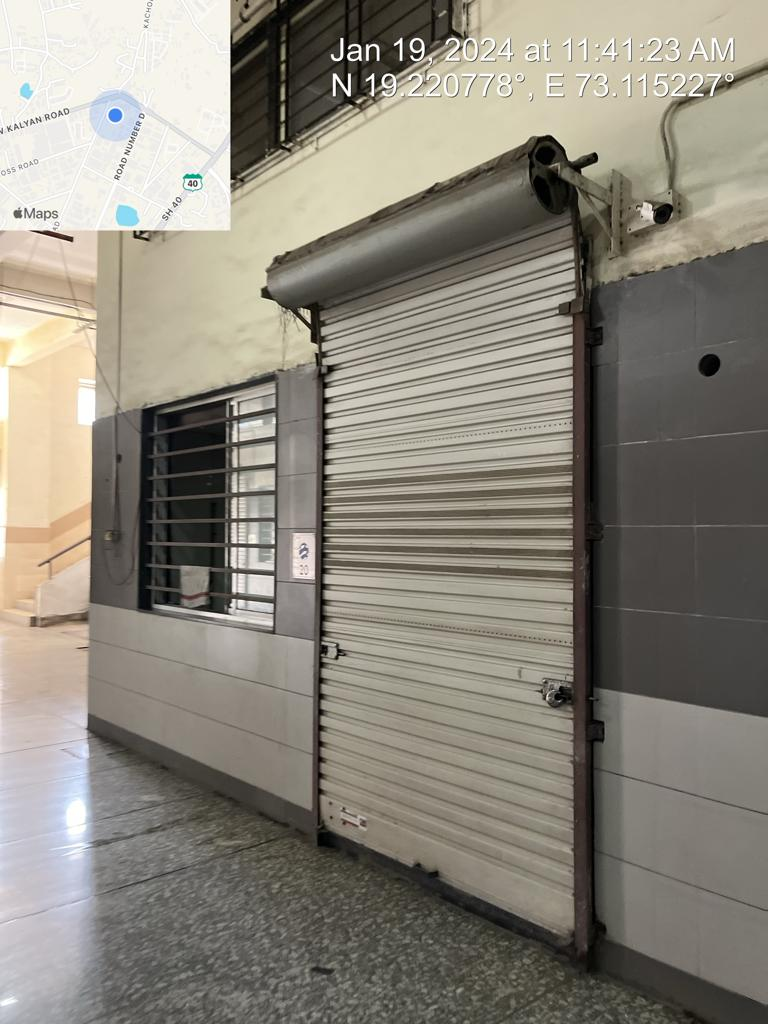 Jan 19, 2024 at 11:41:23 AM
N 19.220778°, E 73.115227°
KALYAN ROAD
ROAD NUMBER D
OSS ROAD
SH 40
40
Maps
20